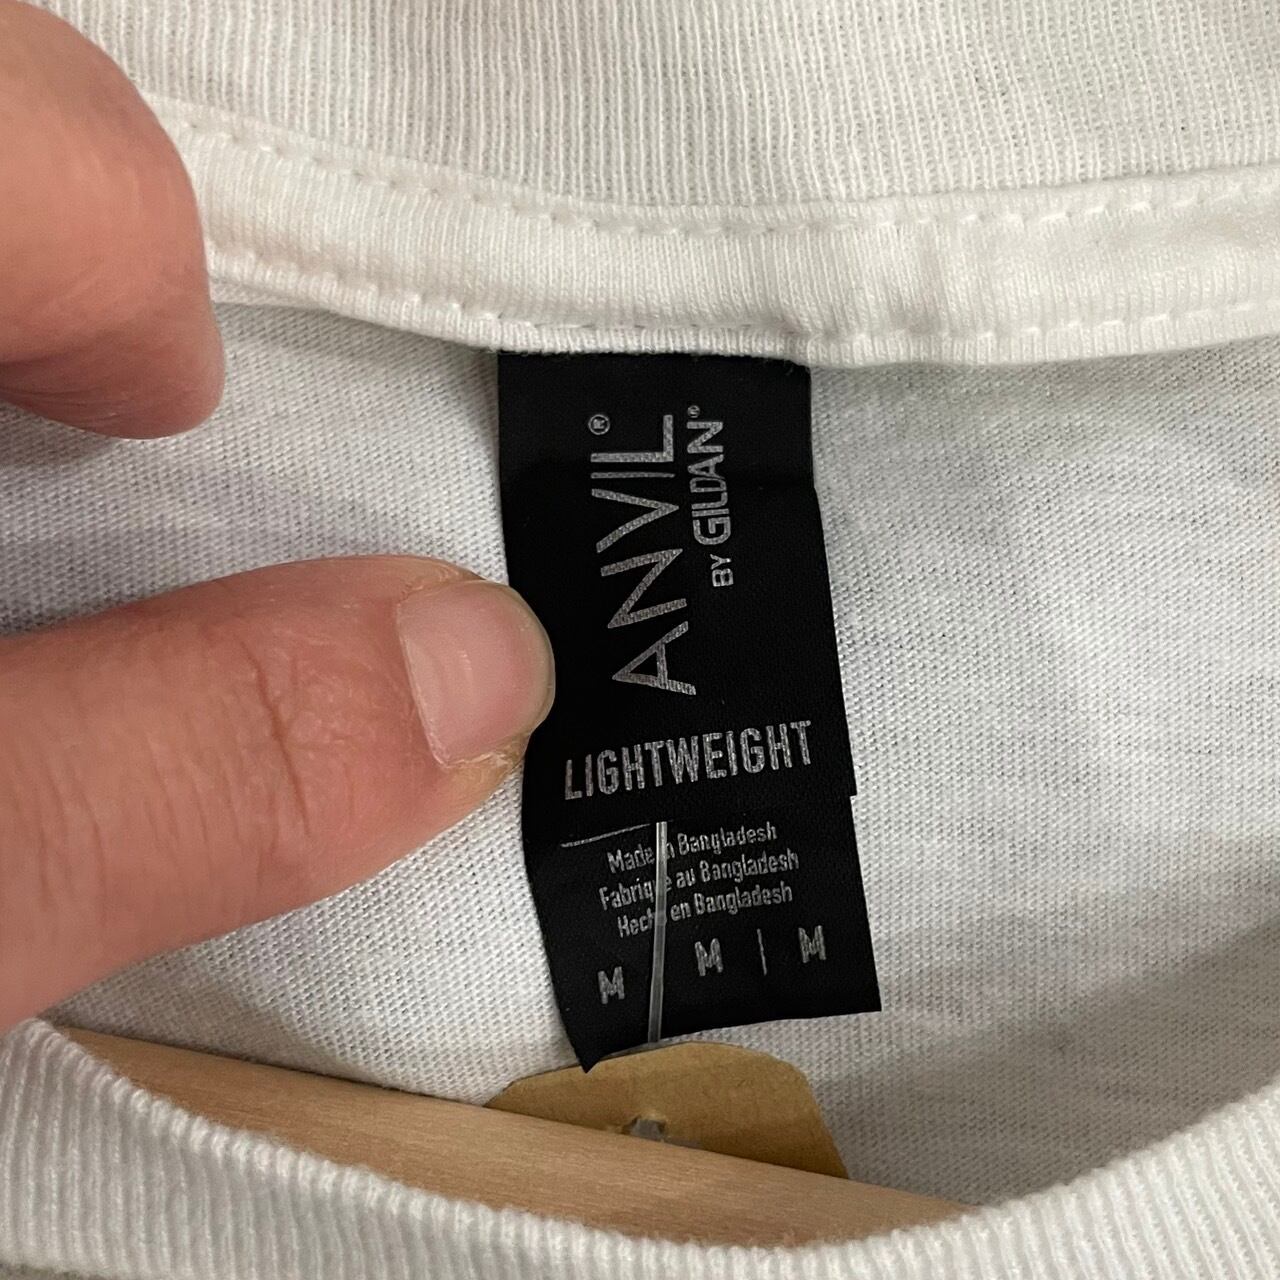 ANVIL®
BY GILDAN®
LIGHTWEIGHT
Made in Bangladesh
Fabriqué au Bangladesh
Hecho en Bangladesh
M | M | M